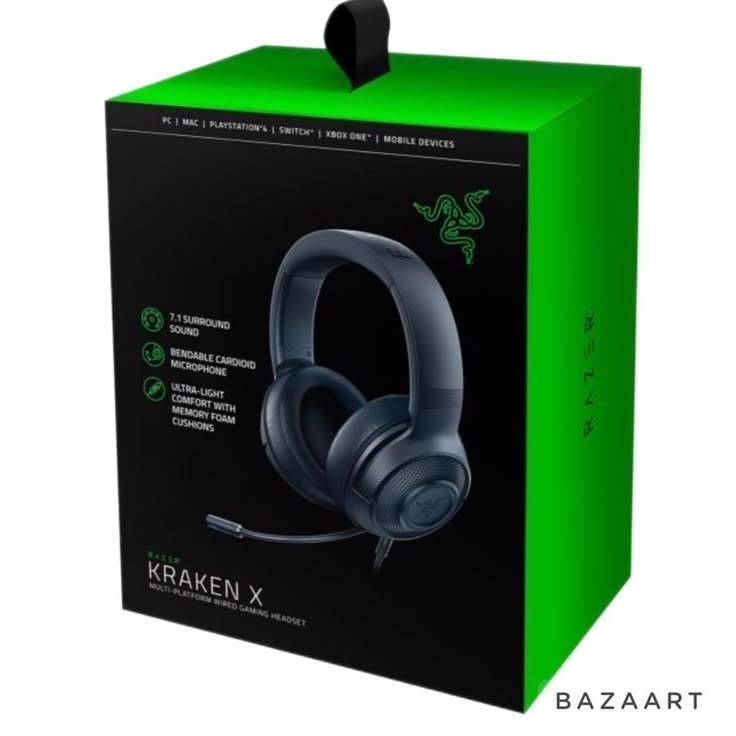 PC | MAC | PLAYSTATION®4 | SWITCH™ | XBOX ONE™ | MOBILE DEVICES
7.1 SURROUND
SOUND
BENDABLE CARDIOID
MICROPHONE
ULTRA-LIGHT
COMFORT WITH
MEMORY FOAM
CUSHIONS
RAZER
KRAKEN X
MULTI-PLATFORM WIRED GAMING HEADSET
RAZER
BAZAART